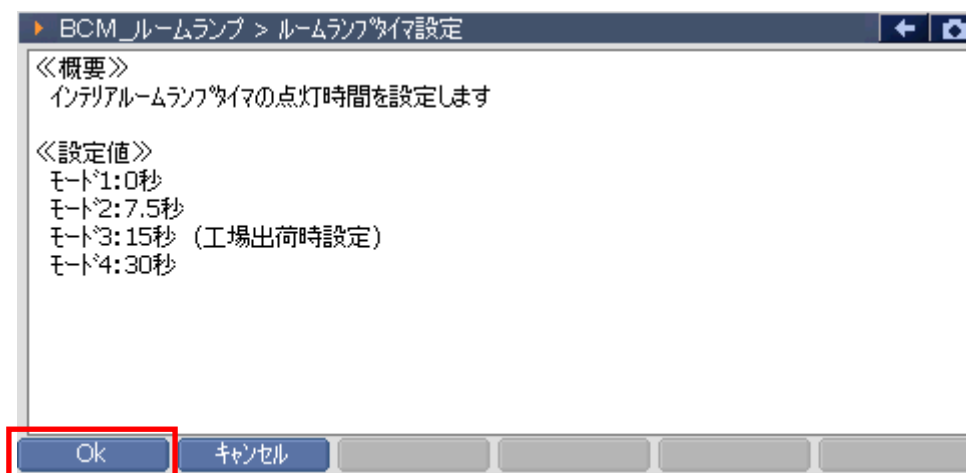 BCM_ルームランプ > ルームランプタイマ設定
≪概要≫
インテリアルームランプタイマの点灯時間を設定します
≪設定値≫
モード1:0秒
モード2:7.5秒
モード3:15秒 (工場出荷時設定)
モード4:30秒
Ok
キャンセル